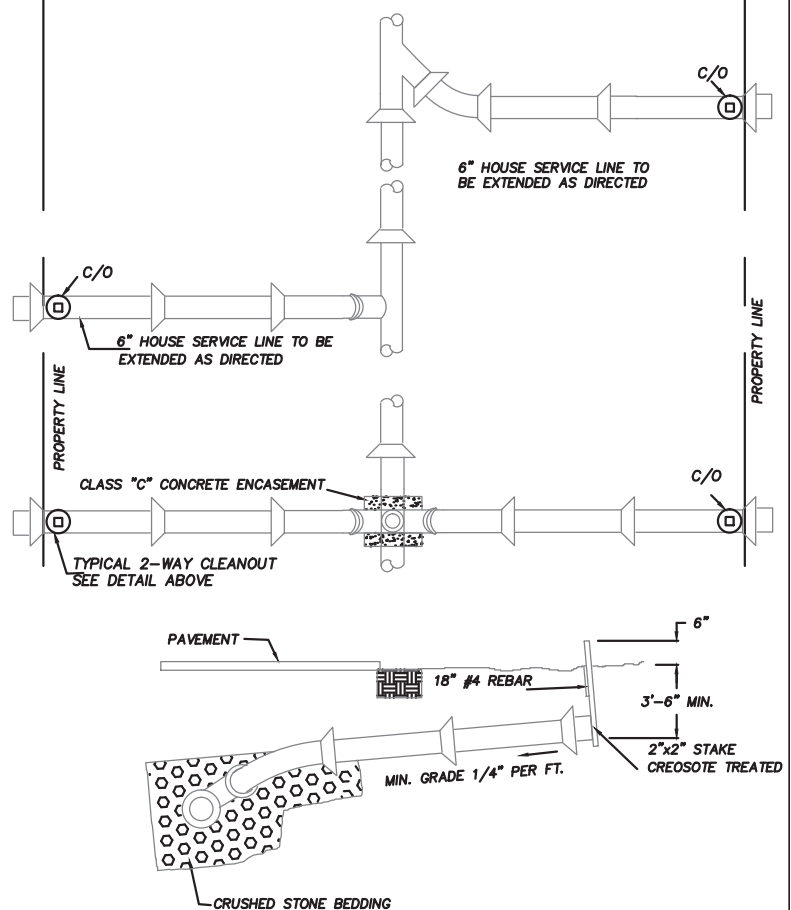 C/O
6" HOUSE SERVICE LINE TO
BE EXTENDED AS DIRECTED
C/O
6" HOUSE SERVICE LINE TO BE
EXTENDED AS DIRECTED
PROPERTY LINE
PROPERTY LINE
CLASS "C" CONCRETE ENCASEMENT
C/O
TYPICAL 2-WAY CLEANOUT
SEE DETAIL ABOVE
6"
PAVEMENT
18" #4 REBAR
3'-6" MIN.
2"x2" STAKE
CREOSOTE TREATED
MIN. GRADE 1/4" PER FT.
CRUSHED STONE BEDDING